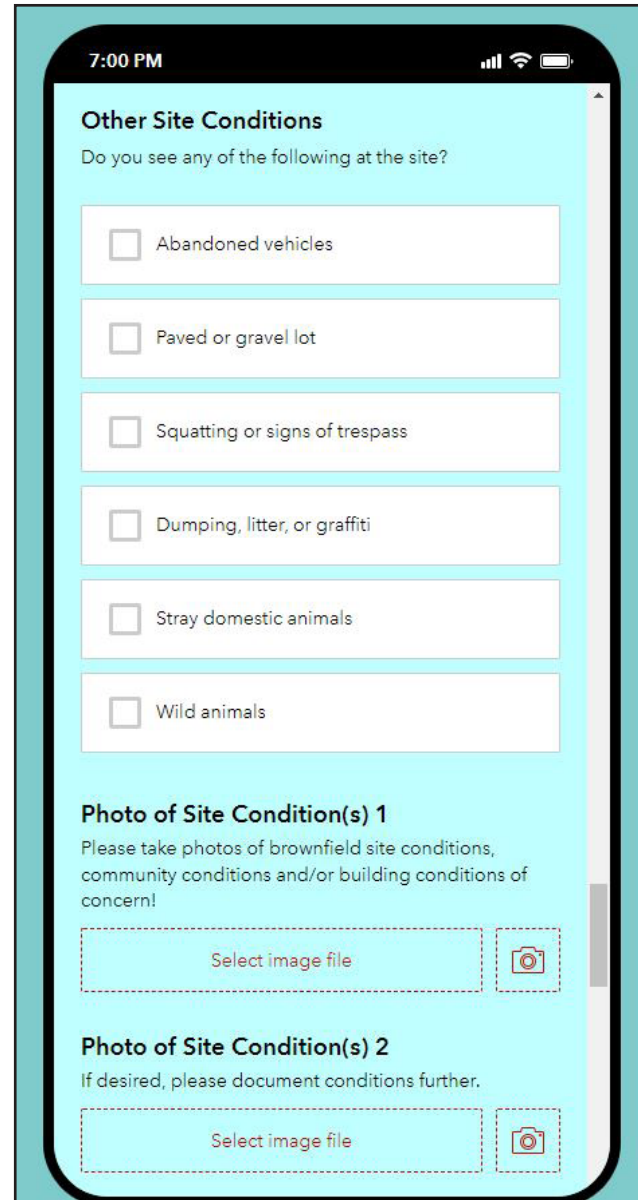 7:00 PM
Other Site Conditions
Do you see any of the following at the site?
Abandoned vehicles
Paved or gravel lot
Squatting or signs of trespass
Dumping, litter, or graffiti
Stray domestic animals
Wild animals
Photo of Site Condition(s) 1
Please take photos of brownfield site conditions,
community conditions and/or building conditions of
concern!
Select image file
Photo of Site Condition(s) 2
If desired, please document conditions further.
Select image file